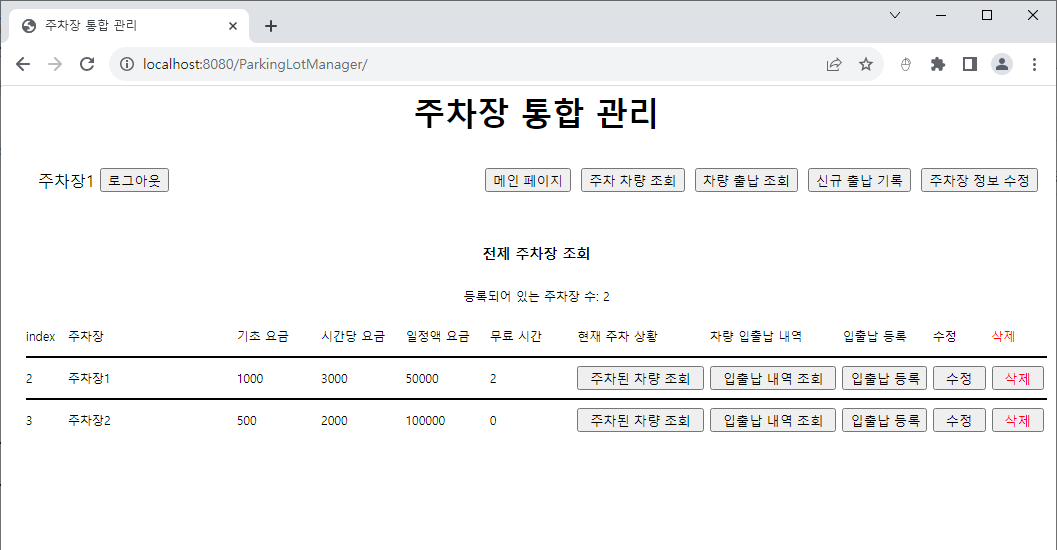 주차장 통합 관리
localhost:8080/ParkingLotManager/
주차장 통합 관리
주차장1 로그아웃 메인 페이지 주차 차량 조회 차량 출납 조회 신규 출납 기록 주차장 정보 수정
전제 주차장 조회
등록되어 있는 주차장 수: 2
index 주차장 기초 요금 시간당 요금 일정액 요금 무료 시간 현재 주차 상황 차량 입출납 내역 입출납 등록 수정 삭제
2 주차장1 1000 3000 50000 2 주차된 차량 조회 입출납 내역 조회 입출납 등록 수정 삭제
3 주차장2 500 2000 100000 0 주차된 차량 조회 입출납 내역 조회 입출납 등록 수정 삭제